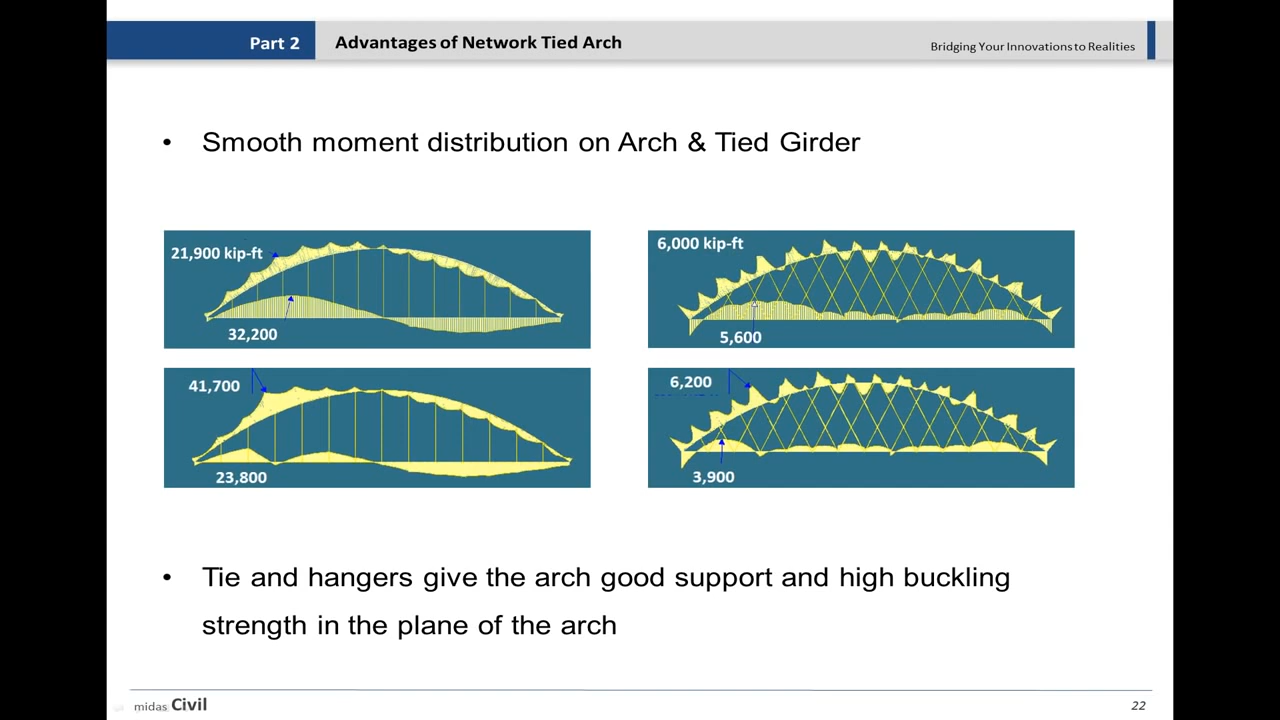 Part 2
Advantages of Network Tied Arch
Bridging Your Innovations to Realities
• Smooth moment distribution on Arch & Tied Girder
21,900 kip-ft
32,200
6,000 kip-ft
5,600
41,700
23,800
6,200
3,900
• Tie and hangers give the arch good support and high buckling
strength in the plane of the arch
midas Civil
22